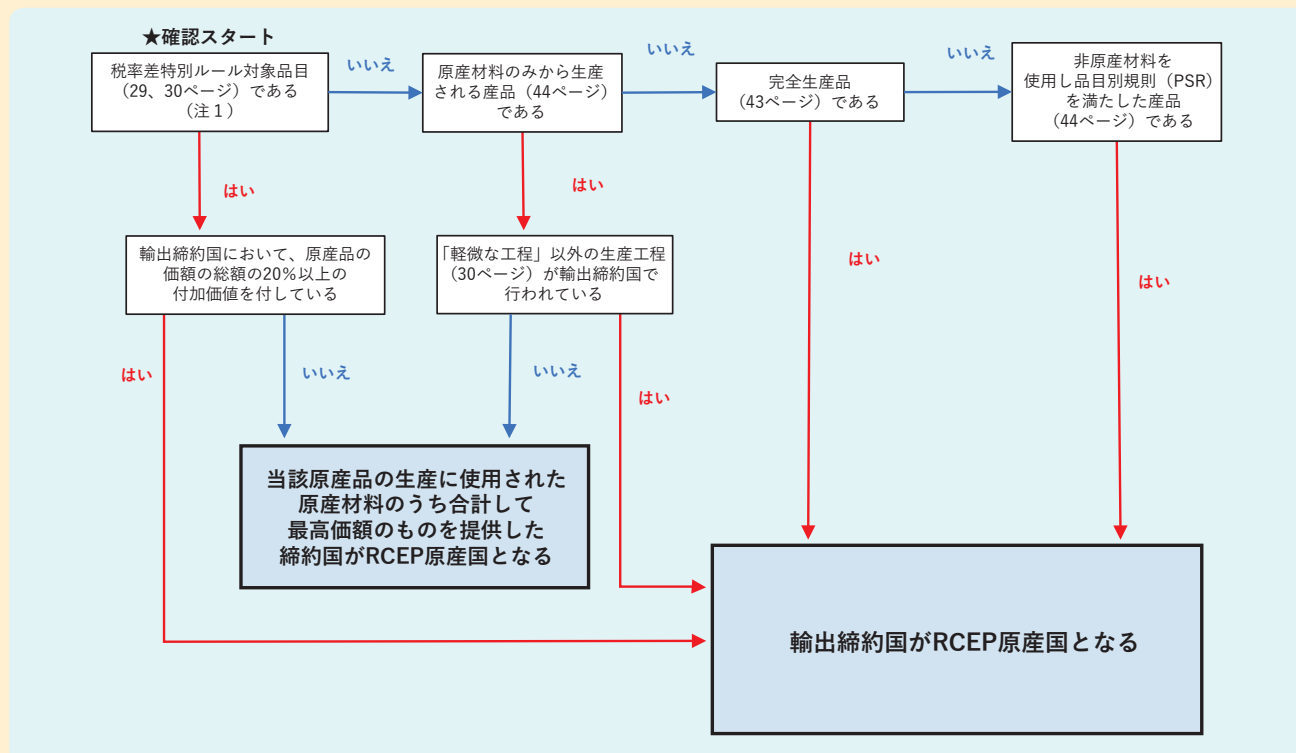 ★確認スタート
税率差特別ルール対象品目
(29、30ページ)である
(注1)
いいえ
原産材料のみから生産
される産品(44ページ)
である
いいえ
完全生産品
(43ページ)である
いいえ
非原産材料を
使用し品目別規則(PSR)
を満たした産品
(44ページ)である
はい
はい
はい
はい
輸出締約国において、原産品の
価額の総額の20%以上の
付加価値を付している
「軽微な工程」以外の生産工程
(30ページ)が輸出締約国で
行われている
はい
いいえ
いいえ
はい
当該原産品の生産に使用された
原産材料のうち合計して
最高価額のものを提供した
締約国がRCEP原産国となる
輸出締約国がRCEP原産国となる